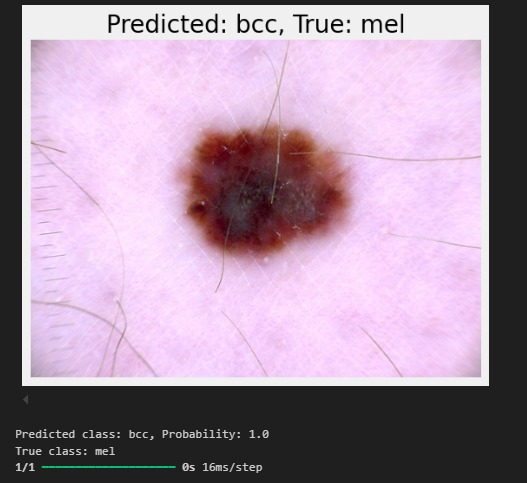 Predicted: bcc, True: mel
Predicted class: bcc, Probability: 1.0
True class: mel
1/1 ━━━━━━━━━━━━━━━━━━━━ 0s 16ms/step